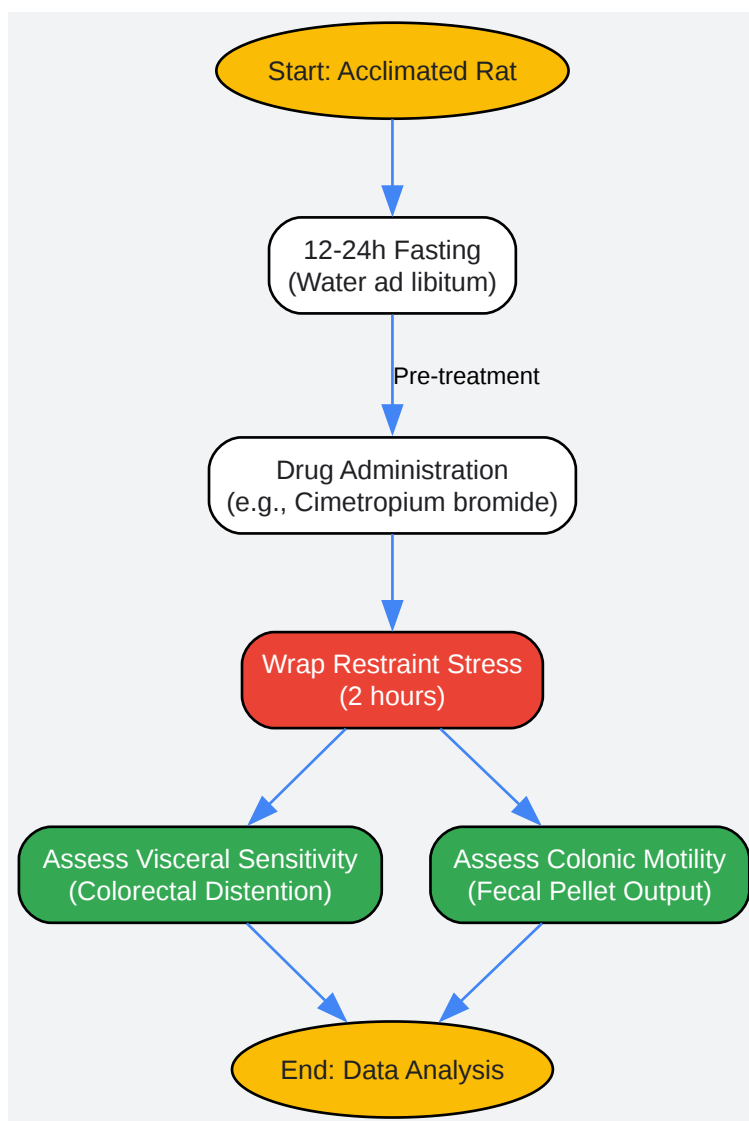 Start: Acclimated Rat
12-24h Fasting
(Water ad libitum)
Pre-treatment
Drug Administration
(e.g., Cimetropium bromide)
Wrap Restraint Stress
(2 hours)
Assess Visceral Sensitivity
(Colorectal Distention)
Assess Colonic Motility
(Fecal Pellet Output)
End: Data Analysis